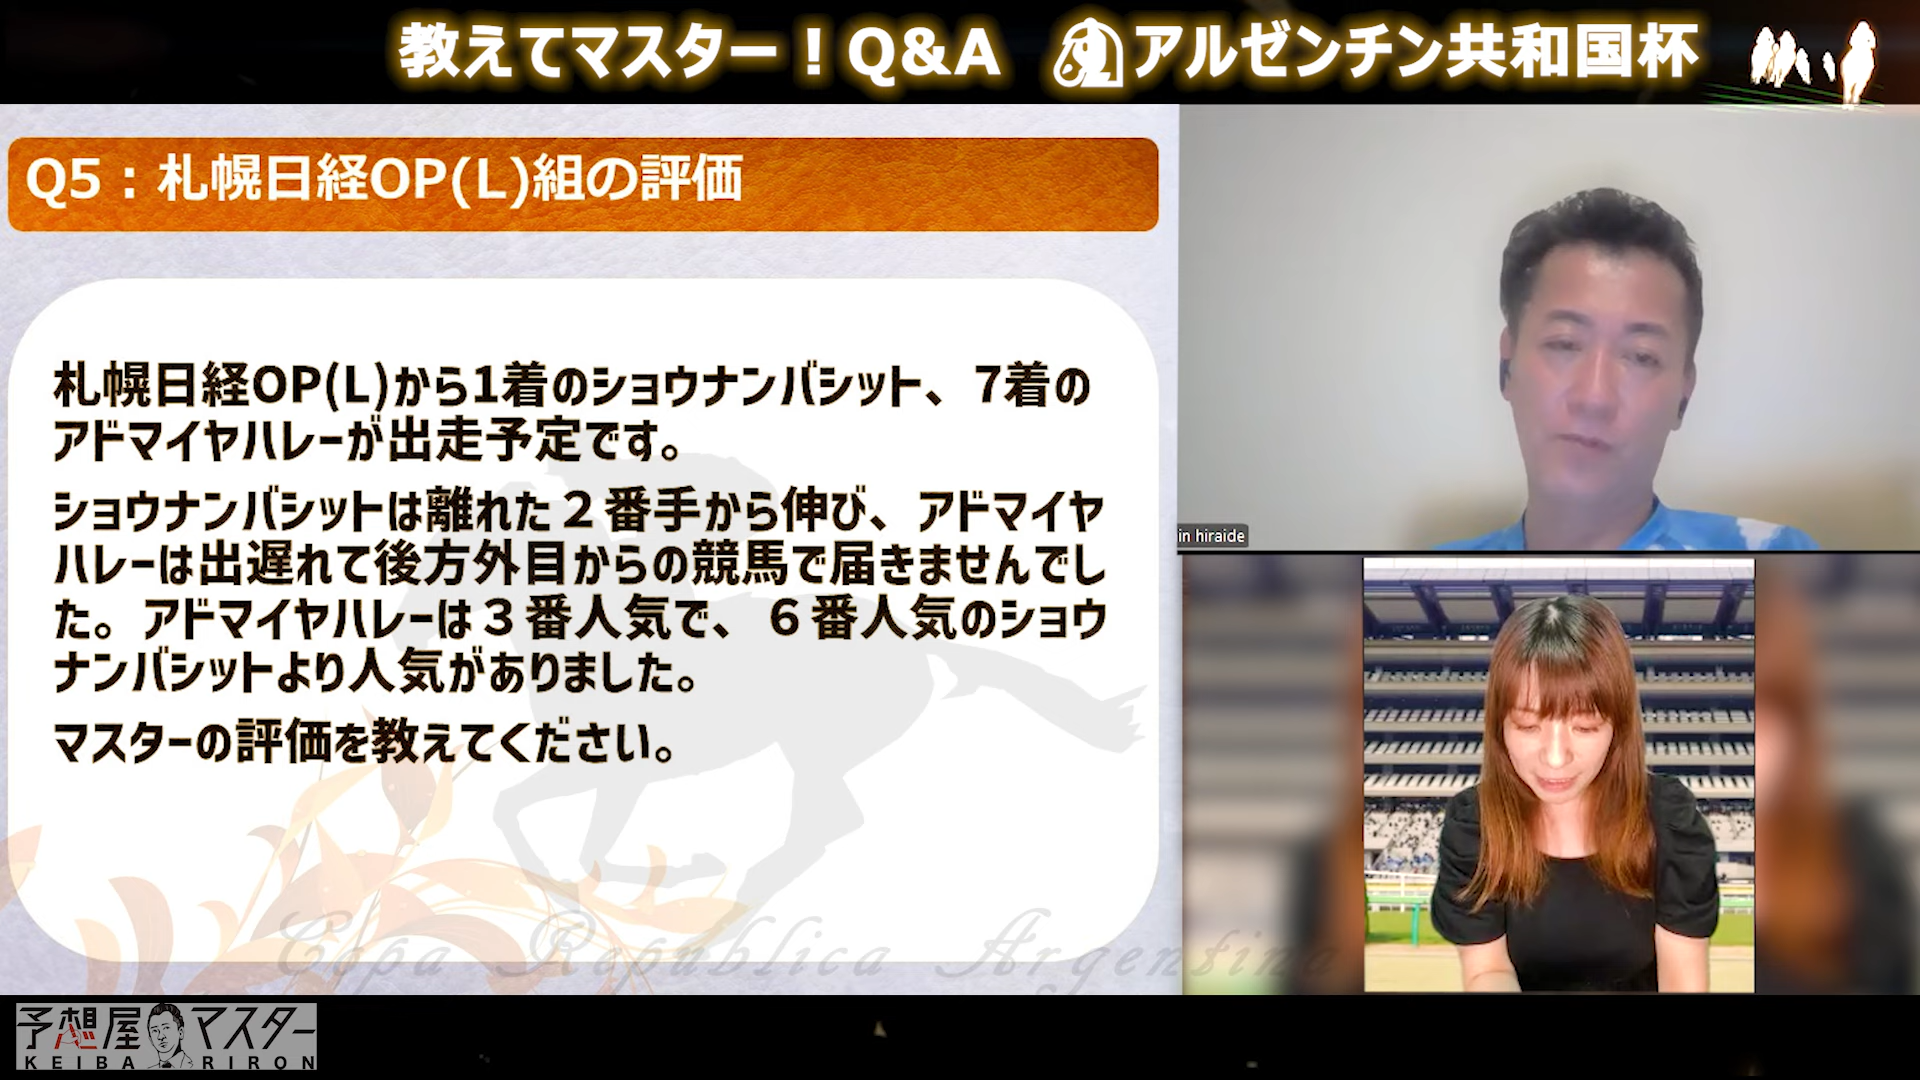 教えてマスター！Q&A アルゼンチン共和国杯
Q5：札幌日経OP(L)組の評価
札幌日経OP(L)から1着のショウナンバシット、7着の
アドマイヤハレーが出走予定です。
ショウナンバシットは離れた２番手から伸び、アドマイヤ
ハレーは出遅れて後方外目からの競馬で届きませんでし
た。アドマイヤハレーは３番人気で、６番人気のショウ
ナンバシットより人気がありました。
マスターの評価を教えてください。
Copa Republica Argentina
in hiraide
予想屋マスター
KEIBA RIRON